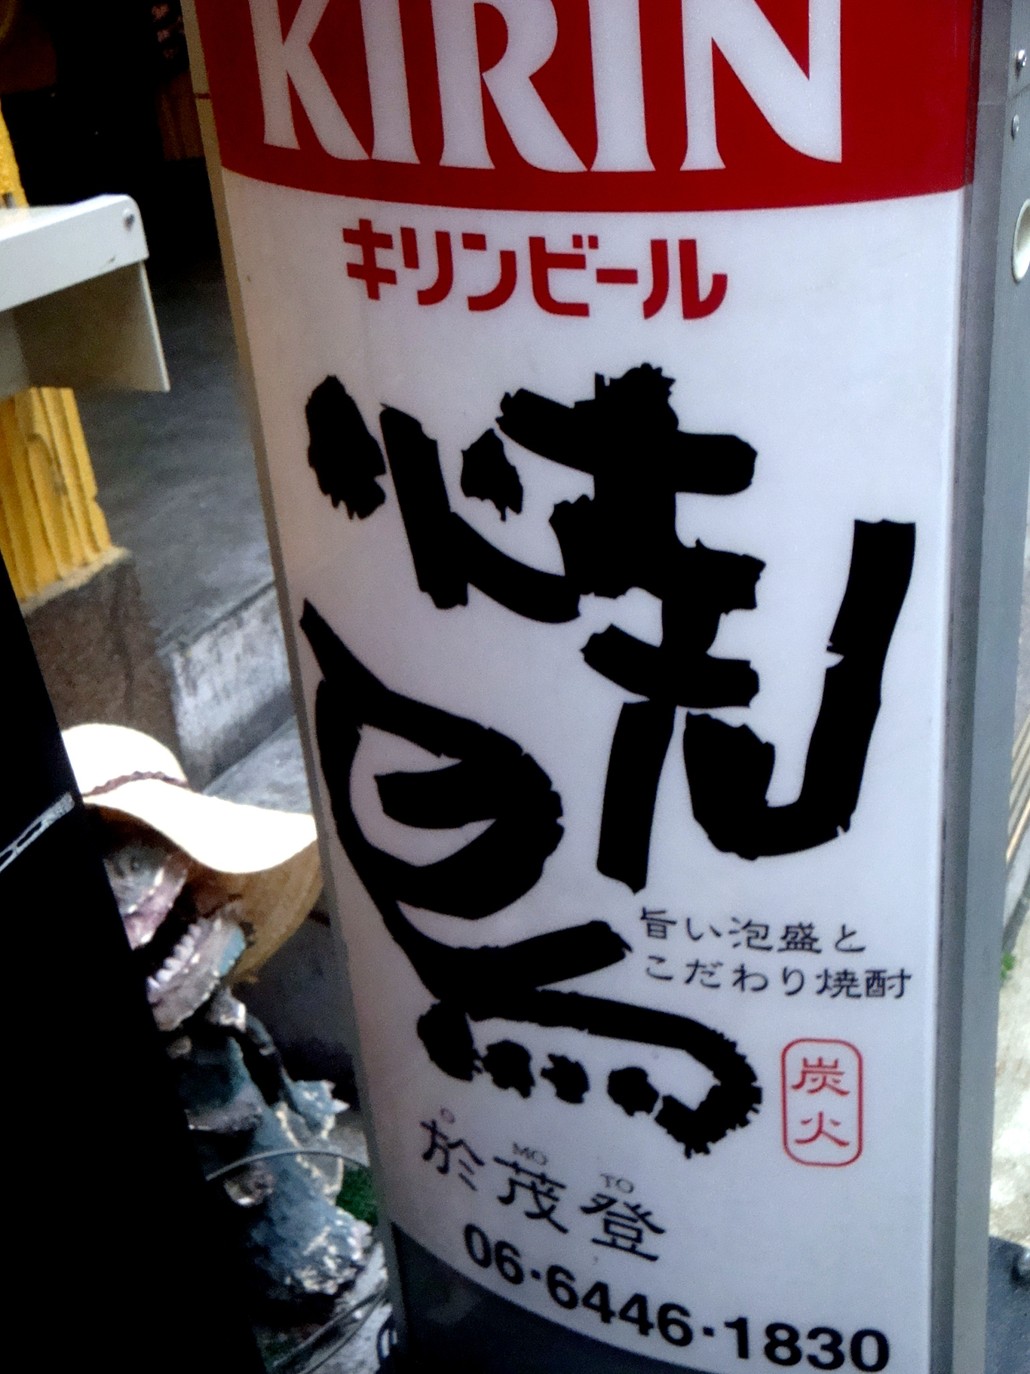 KIRIN
キリンビール
焼鳥
旨い泡盛と
こだわり焼酎
炭火
O MO TO
於茂登
06·6446·1830